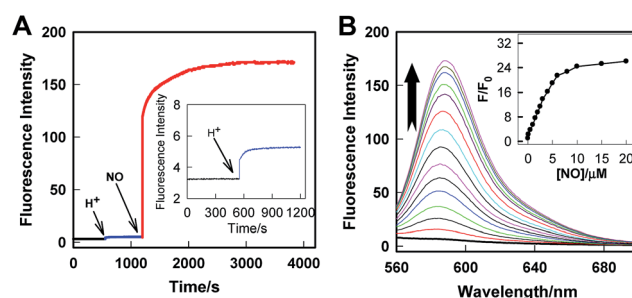 A
B
Fluorescence Intensity
200
150
100
50
0
H+
NO
0 1000 2000 3000 4000
Time/s
Fluorescence Intensity
8
6
4
2
H+
0 300 600 900 1200
Time/s
Fluorescence Intensity
200
150
100
50
0
560 600 640 680
Wavelength/nm
F/F0
32
24
16
8
0
0 5 10 15 20
[NO]/μM